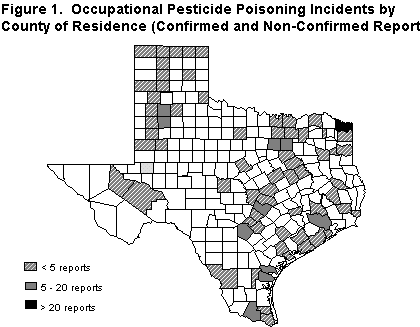 Figure 1.  Occupational Pesticide Poisoning Incidents by
County of Residence (Confirmed and Non-Confirmed Report
< 5 reports
5 - 20 reports
> 20 reports